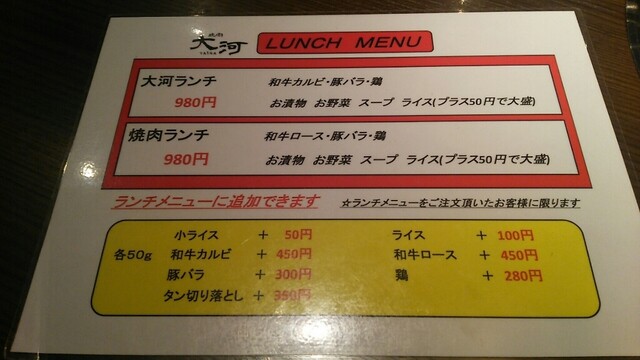 焼肉
大河 LUNCH MENU
taiga
大河ランチ 和牛カルビ・豚バラ・鶏
980円 お漬物 お野菜 スープ ライス(プラス50円で大盛)
焼肉ランチ 和牛ロース・豚バラ・鶏
980円 お漬物 お野菜 スープ ライス(プラス50円で大盛)
ランチメニューに追加できます ☆ランチメニューをご注文頂いたお客様に限ります
小ライス + 50円 ライス + 100円
各50g 和牛カルビ + 450円 和牛ロース + 450円
豚バラ + 300円 鶏 + 280円
タン切り落とし + 350円